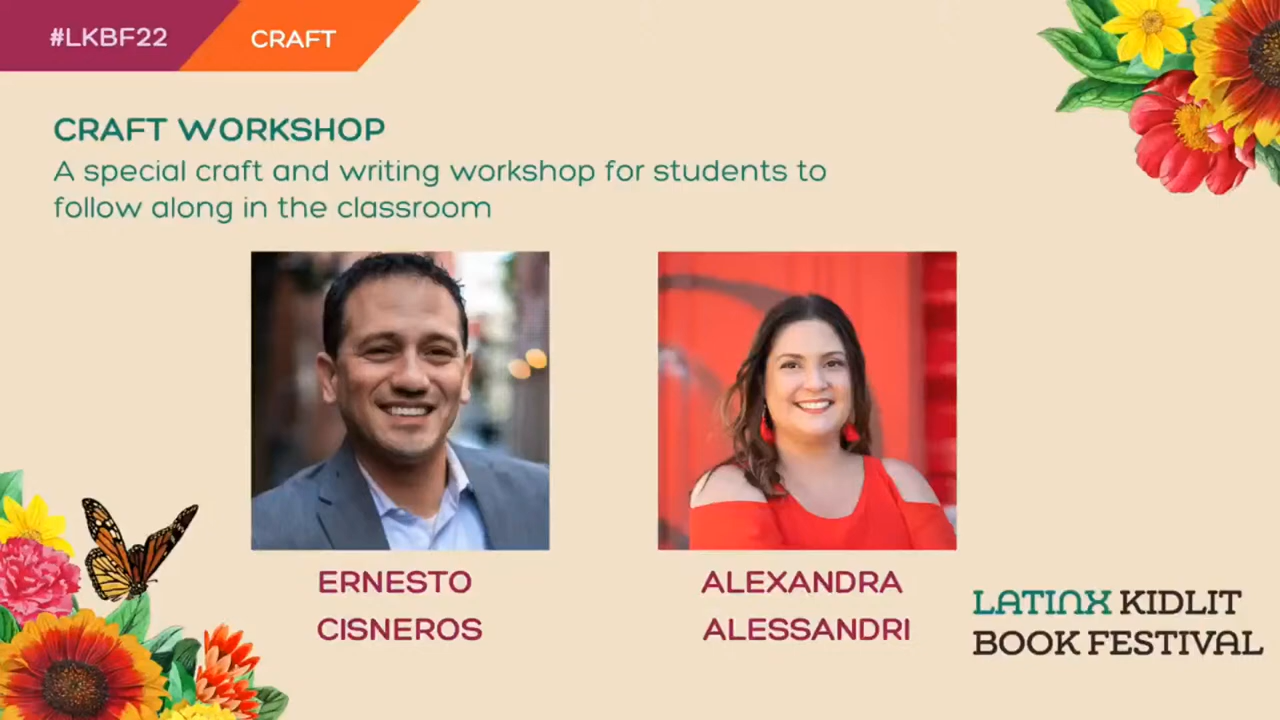 #LKBF22
CRAFT
CRAFT WORKSHOP
A special craft and writing workshop for students to
follow along in the classroom
ERNESTO
CISNEROS
ALEXANDRA
ALESSANDRI
LATINX KIDLIT
BOOK FESTIVAL